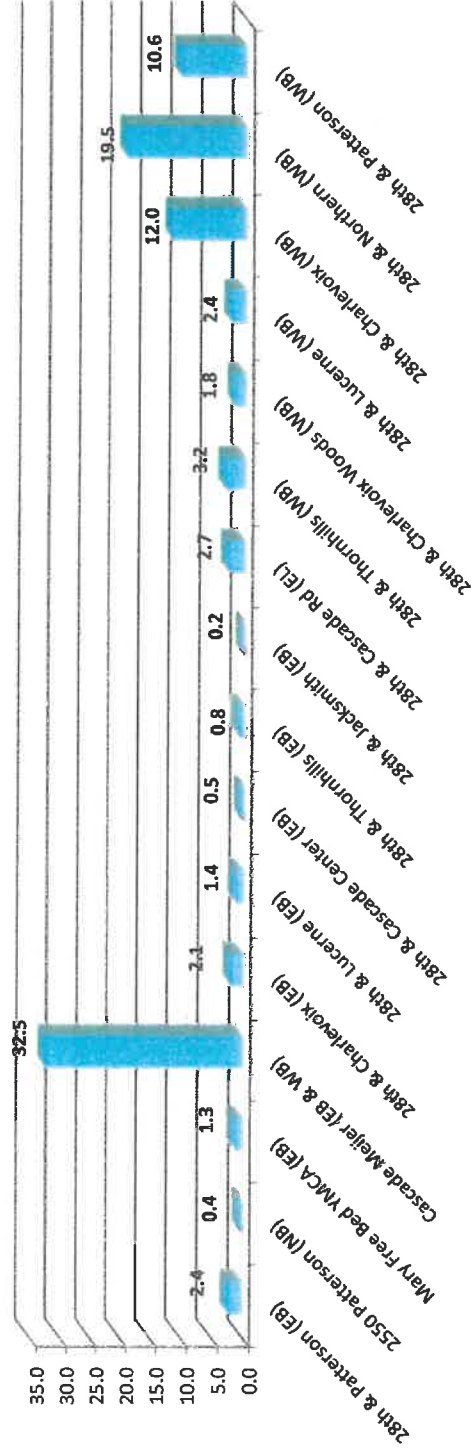 35.0
30.0
25.0
20.0
15.0
10.0
5.0
0.0
2.4
0.4
1.3
32.5
2.1
1.4
0.5
0.8
0.2
2.7
3.2
1.8
2.4
12.0
19.5
10.6
28th & Patterson (EB)
2550 Patterson (NB)
Mary Free Bed YMCA (EB)
Cascade Meijer (EB & WB)
28th & Charlevoix (EB)
28th & Lucerne (EB)
28th & Cascade Center (EB)
28th & Thornhills (EB)
28th & Jacksmith (EB)
28th & Cascade Rd (EL)
28th & Thornhills (WB)
28th & Charlevoix Woods (WB)
28th & Lucerne (WB)
28th & Charlevoix (WB)
28th & Northern (WB)
28th & Patterson (WB)